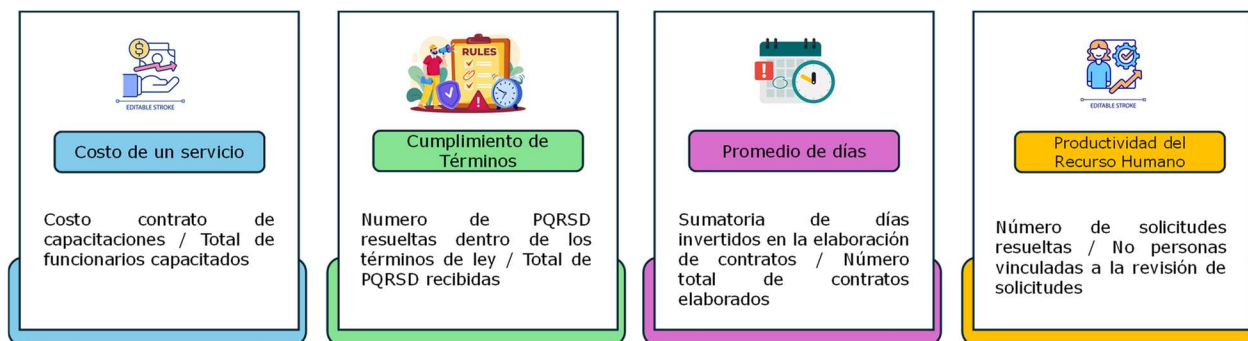 EDITABLE STROKE
Costo de un servicio
Costo contrato de
capacitaciones / Total de
funcionarios capacitados
RULES
Cumplimiento de
Términos
Numero de PQRSD
resueltas dentro de los
términos de ley / Total de
PQRSD recibidas
Promedio de días
Sumatoria de días
invertidos en la elaboración
de contratos / Número
total de contratos
elaborados
EDITABLE STROKE
Productividad del
Recurso Humano
Número de solicitudes
resueltas / No personas
vinculadas a la revisión de
solicitudes